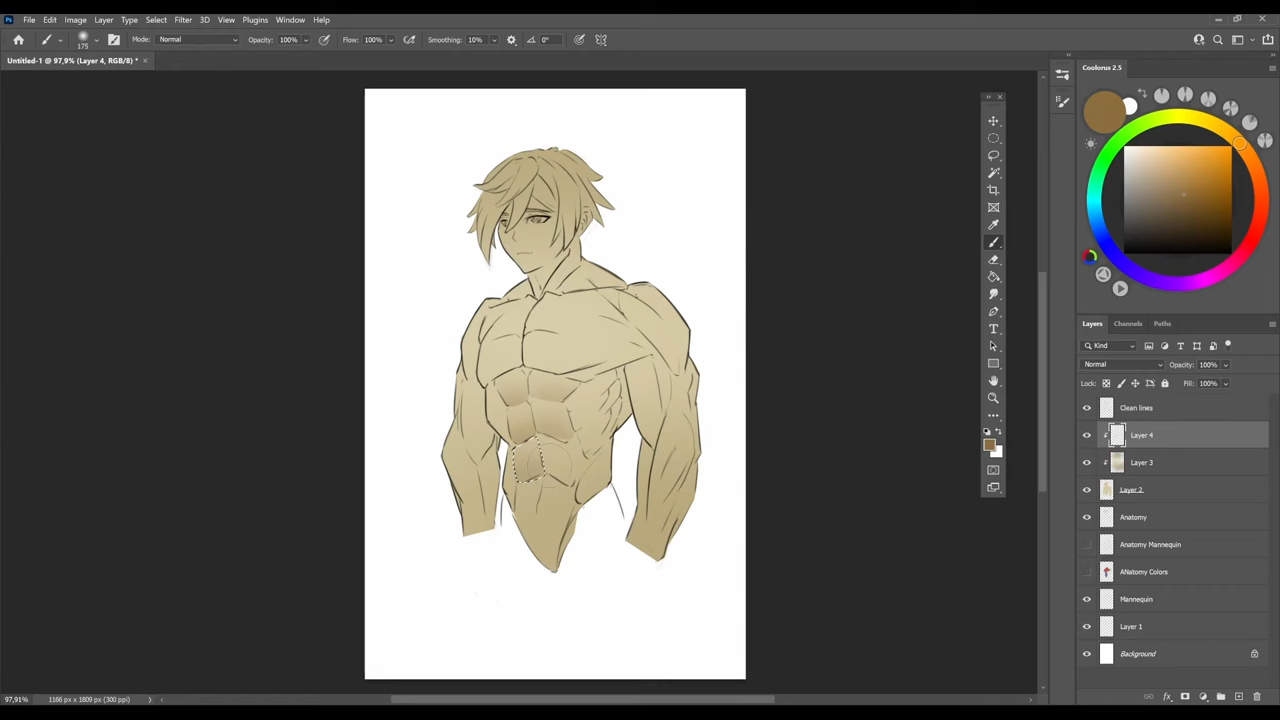 Ps File Edit Image Layer Type Select Filter 3D View Plugins Window Help
175 Mode: Normal Opacity: 100% Flow: 100% Smoothing: 10% 0°
Untitled-1 @ 97,9% (Layer 4, RGB/8) *
Coolorus 2.5
Layers Channels Paths
Kind
Normal Opacity: 100%
Lock: Fill: 100%
Clean lines
Layer 4
Layer 3
Layer 2
Anatomy
Anatomy Mannequin
ANatomy Colors
Mannequin
Layer 1
Background
97,91% 1166 px x 1809 px (300 ppi)